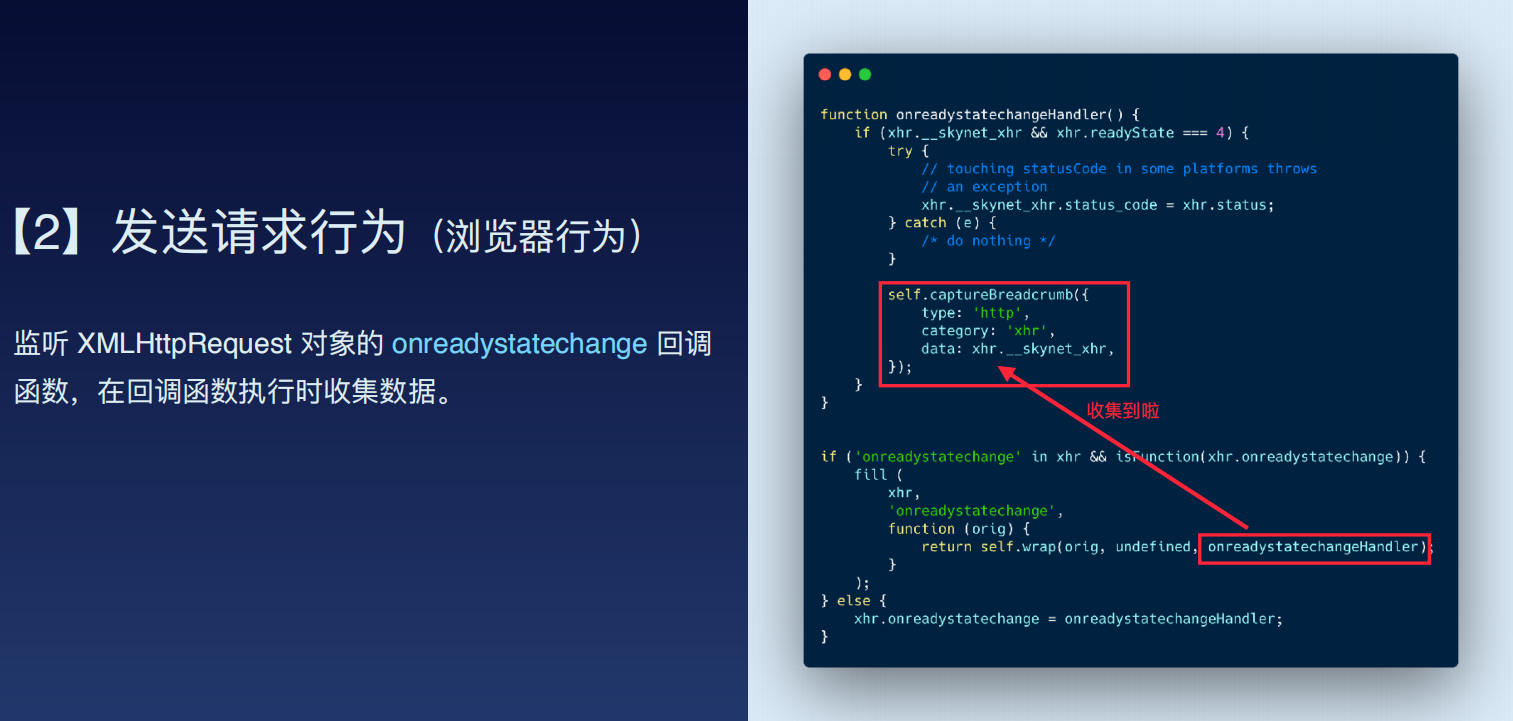 【2】发送请求行为（浏览器行为）
监听 XMLHttpRequest 对象的 onreadystatechange 回调
函数，在回调函数执行时收集数据。
function onreadystatechangeHandler() {
    if (xhr.__skynet_xhr && xhr.readyState === 4) {
        try {
            // touching statusCode in some platforms throws
            // an exception
            xhr.__skynet_xhr.status_code = xhr.status;
        } catch (e) {
            /* do nothing */
        }
        self.captureBreadcrumb({
            type: 'http',
            category: 'xhr',
            data: xhr.__skynet_xhr,
        });
    }
}
收集到啦
if ('onreadystatechange' in xhr && isFunction(xhr.onreadystatechange)) {
    fill (
        xhr,
        'onreadystatechange',
        function (orig) {
            return self.wrap(orig, undefined, onreadystatechangeHandler);
        }
    );
} else {
    xhr.onreadystatechange = onreadystatechangeHandler;
}